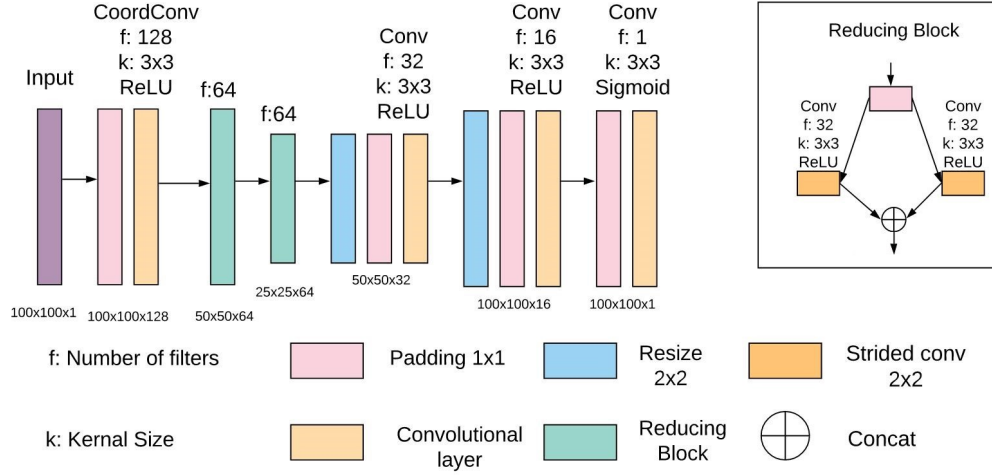 CoordConv
f: 128
k: 3x3
ReLU
Input
f:64
f:64
Conv
f: 32
k: 3x3
ReLU
Conv
f: 16
k: 3x3
ReLU
Conv
f: 1
k: 3x3
Sigmoid
100x100x1
100x100x128
50x50x64
25x25x64
50x50x32
100x100x16
100x100x1
Reducing Block
Conv
f: 32
k: 3x3
ReLU
Conv
f: 32
k: 3x3
ReLU
f: Number of filters
Padding 1x1
Resize
2x2
Strided conv
2x2
k: Kernal Size
Convolutional
layer
Reducing
Block
Concat